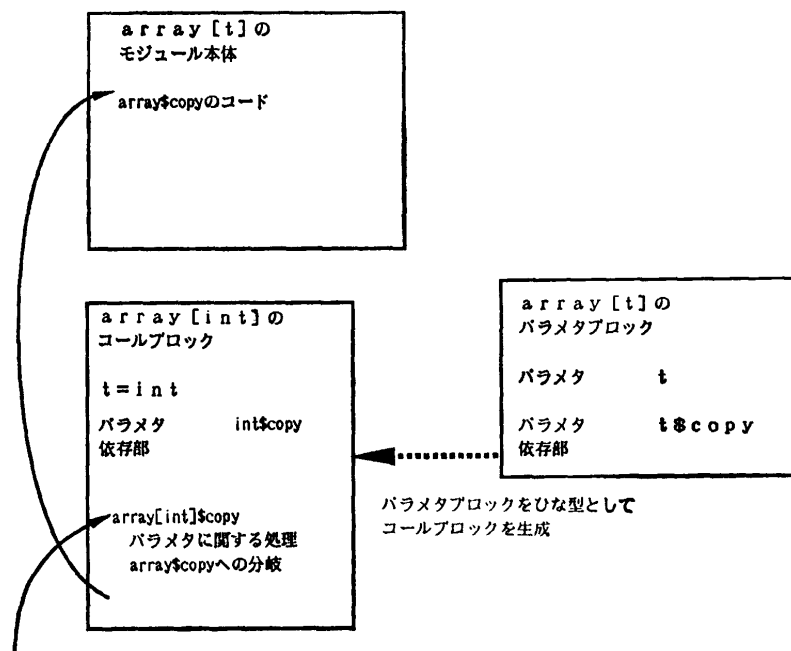 array[t]の
モジュール本体
array$copyのコード
array[int]の
コールブロック
t=int
パラメタ int$copy
依存部
array[int]$copy
パラメタに関する処理
array$copyへの分岐
array[t]の
パラメタブロック
パラメタ t
パラメタ t$copy
依存部
パラメタブロックをひな型として
コールブロックを生成